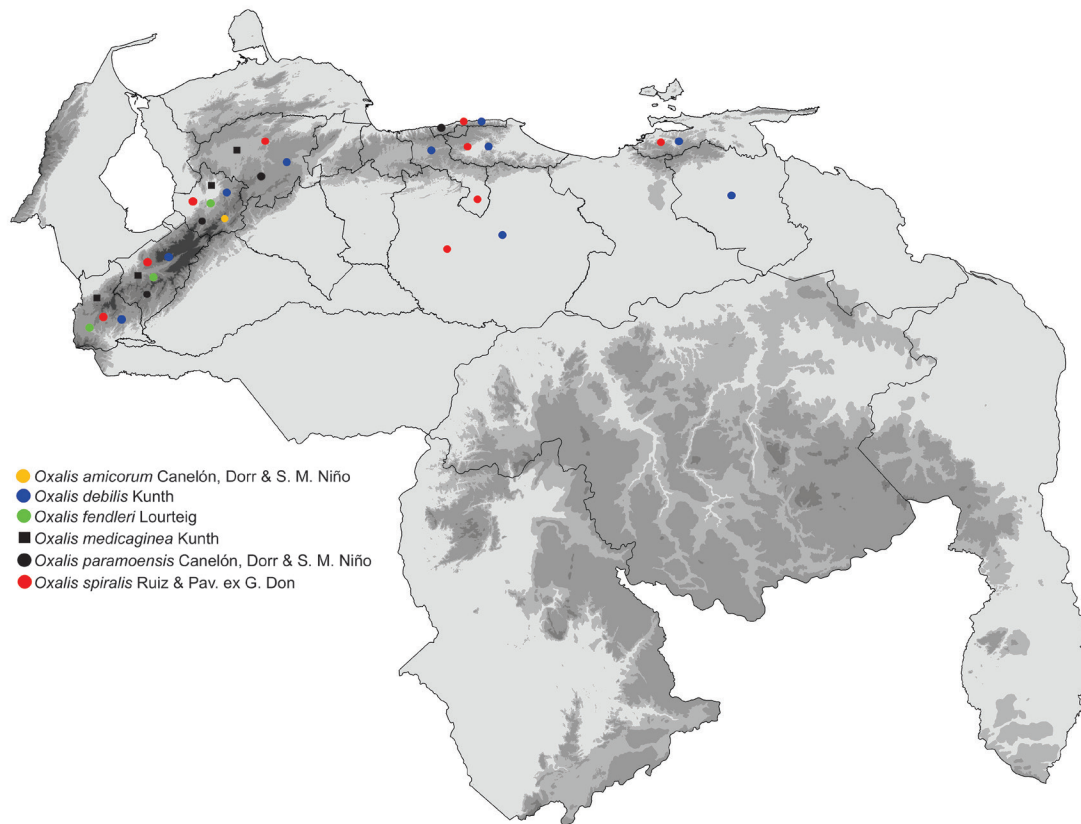 Oxalis amicorum Canelón, Dorr & S. M. Niño
Oxalis debilis Kunth
Oxalis fendleri Lourteig
Oxalis medicaginea Kunth
Oxalis paramoensis Canelón, Dorr & S. M. Niño
Oxalis spiralis Ruiz & Pav. ex G. Don